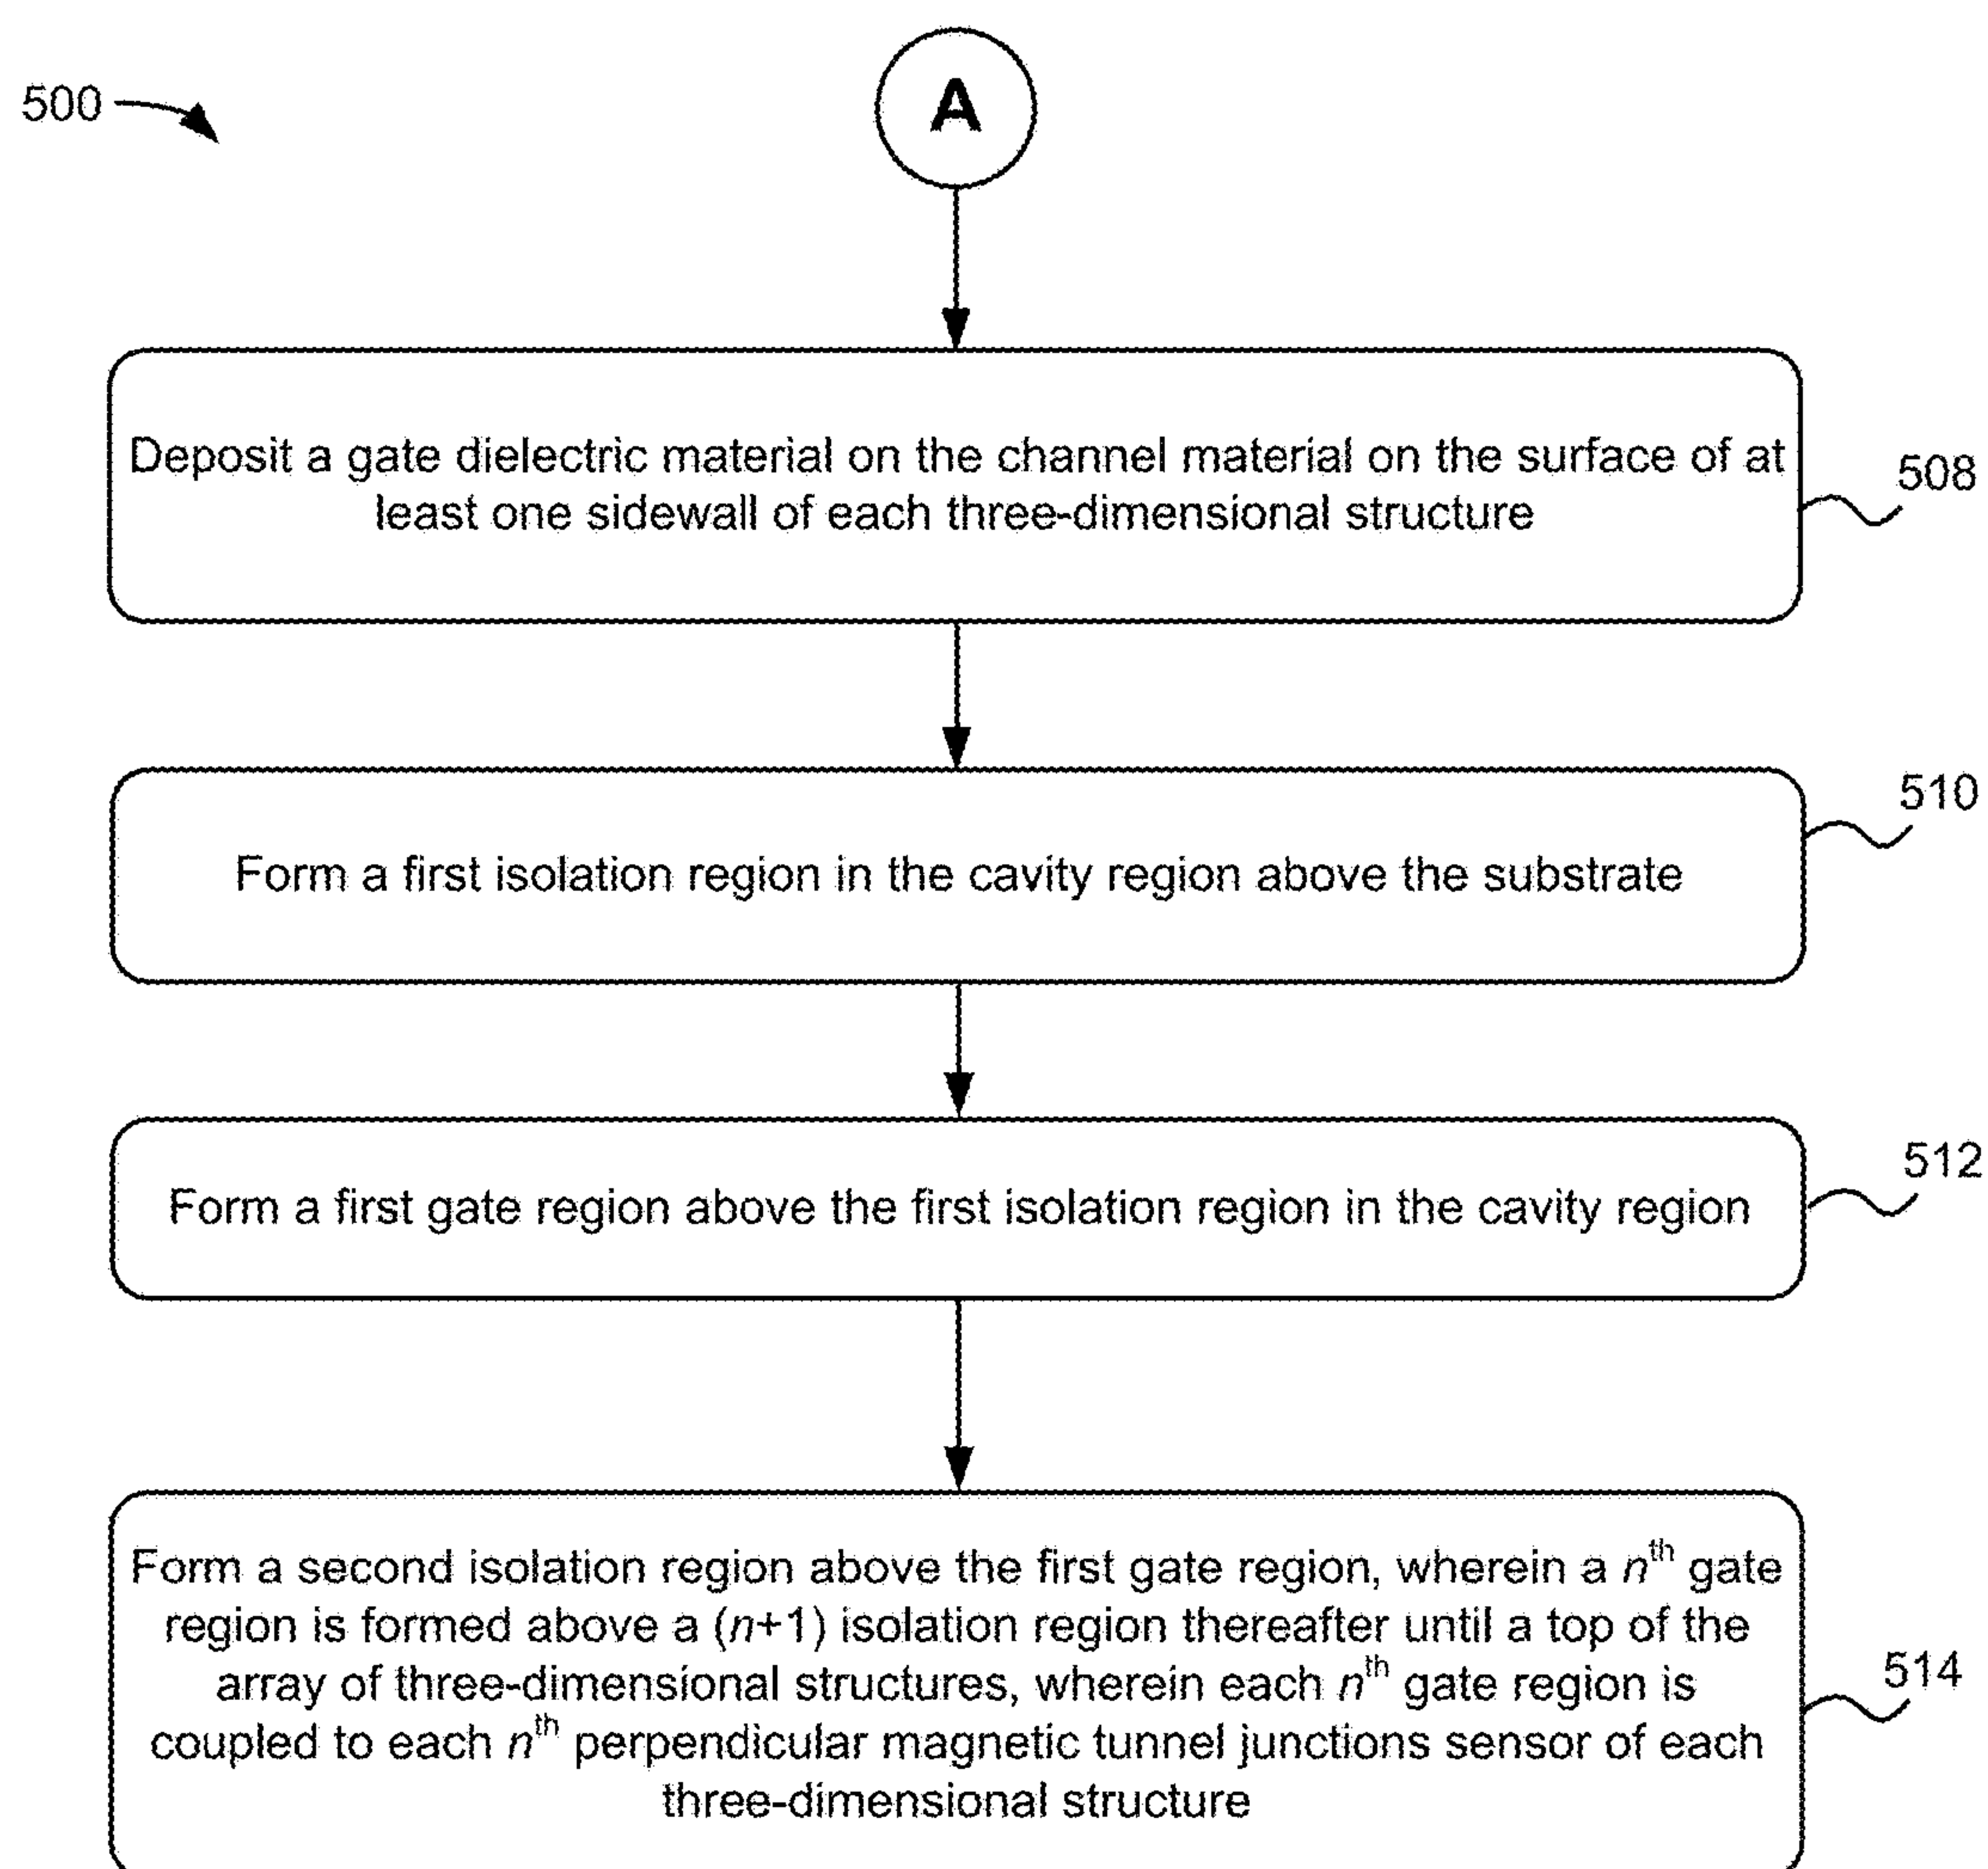 500
A
Deposit a gate dielectric material on the channel material on the surface of at
least one sidewall of each three-dimensional structure
508
510
Form a first isolation region in the cavity region above the substrate
512
Form a first gate region above the first isolation region in the cavity region
Form a second isolation region above the first gate region, wherein a nth gate
region is formed above a (n+1) isolation region thereafter until a top of the
array of three-dimensional structures, wherein each nth gate region is
coupled to each nth perpendicular magnetic tunnel junctions sensor of each
three-dimensional structure
514